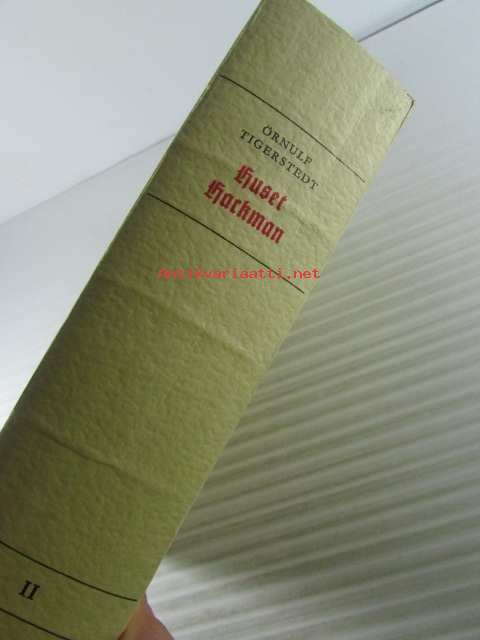 ÖRNULF
TIGERSTEDT
Huset
Hackman
Antikvariaatti.net
II